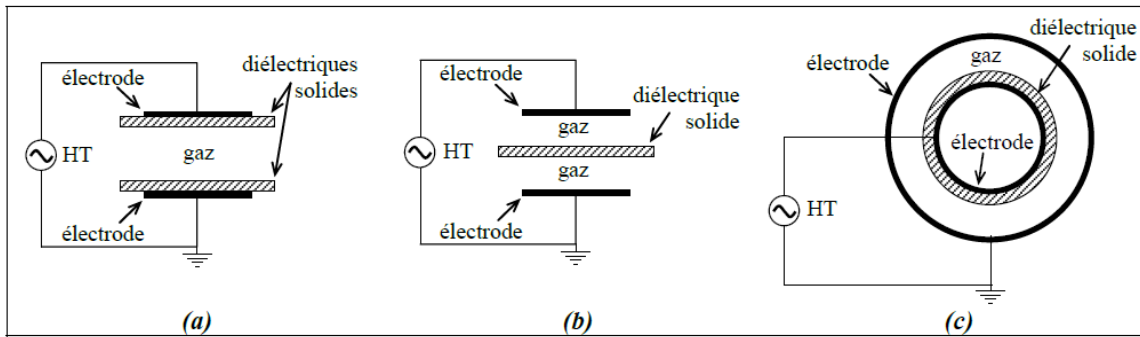 électrode
diélectriques
solides
HT
gaz
électrode
(a)
électrode
gaz
diélectrique
solide
HT
gaz
électrode
(b)
électrode
gaz
diélectrique
solide
électrode
HT
(c)